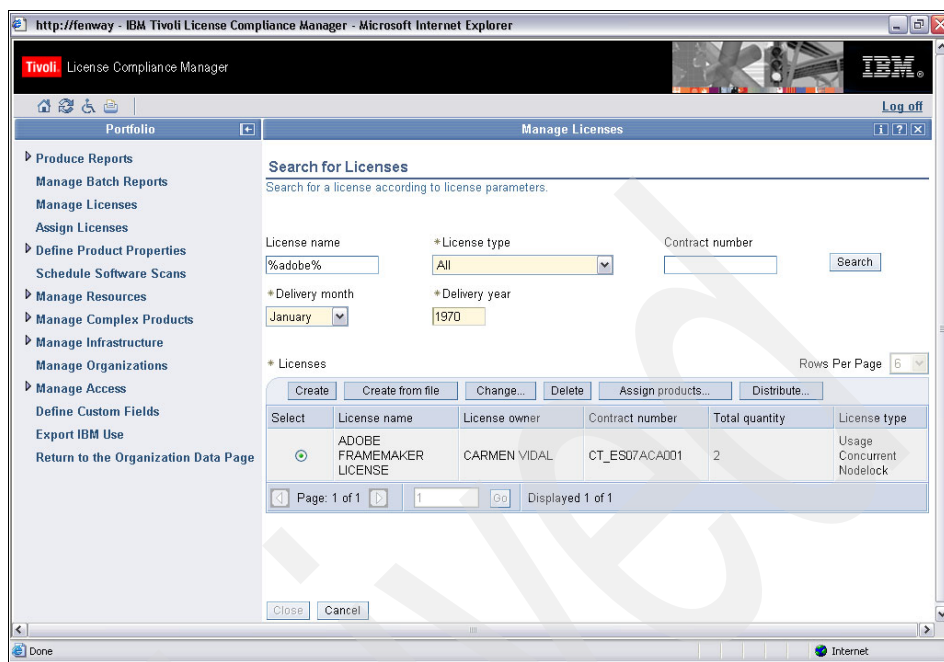 http://fenway - IBM Tivoli License Compliance Manager - Microsoft Internet Explorer
Tivoli. License Compliance Manager
IBM.
Log off
Portfolio
Manage Licenses
i ? x
Produce Reports
Manage Batch Reports
Manage Licenses
Assign Licenses
Define Product Properties
Schedule Software Scans
Manage Resources
Manage Complex Products
Manage Infrastructure
Manage Organizations
Manage Access
Define Custom Fields
Export IBM Use
Return to the Organization Data Page
Search for Licenses
Search for a license according to license parameters.
License name *License type Contract number
%adobe% All Search
*Delivery month *Delivery year
January 1970
* Licenses Rows Per Page 6
Create Create from file Change... Delete Assign products... Distribute...
Select License name License owner Contract number Total quantity License type
ADOBE FRAMEMAKER LICENSE CARMEN VIDAL CT_ES07ACA001 2 Usage Concurrent Nodelock
Page: 1 of 1 1 Go Displayed 1 of 1
Close Cancel
Done Internet
ived